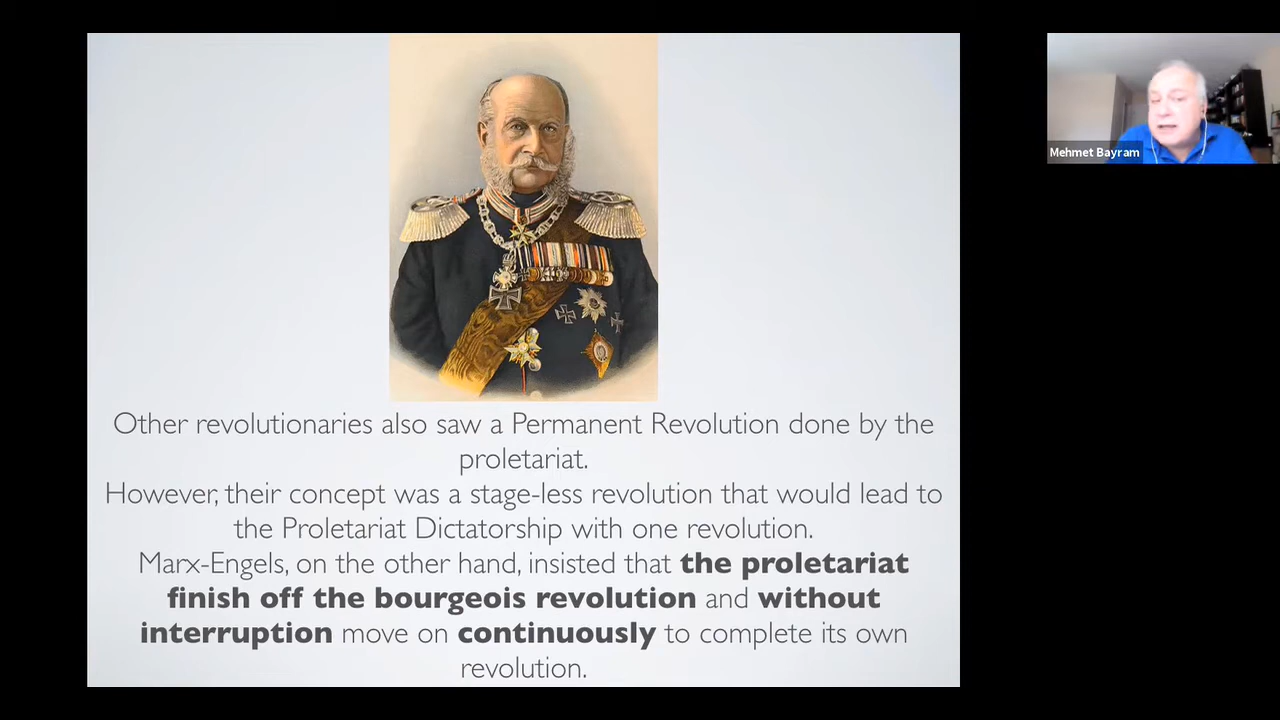 Other revolutionaries also saw a Permanent Revolution done by the
proletariat.
However, their concept was a stage-less revolution that would lead to
the Proletariat Dictatorship with one revolution.
Marx-Engels, on the other hand, insisted that the proletariat
finish off the bourgeois revolution and without
interruption move on continuously to complete its own
revolution.
Mehmet Bayram